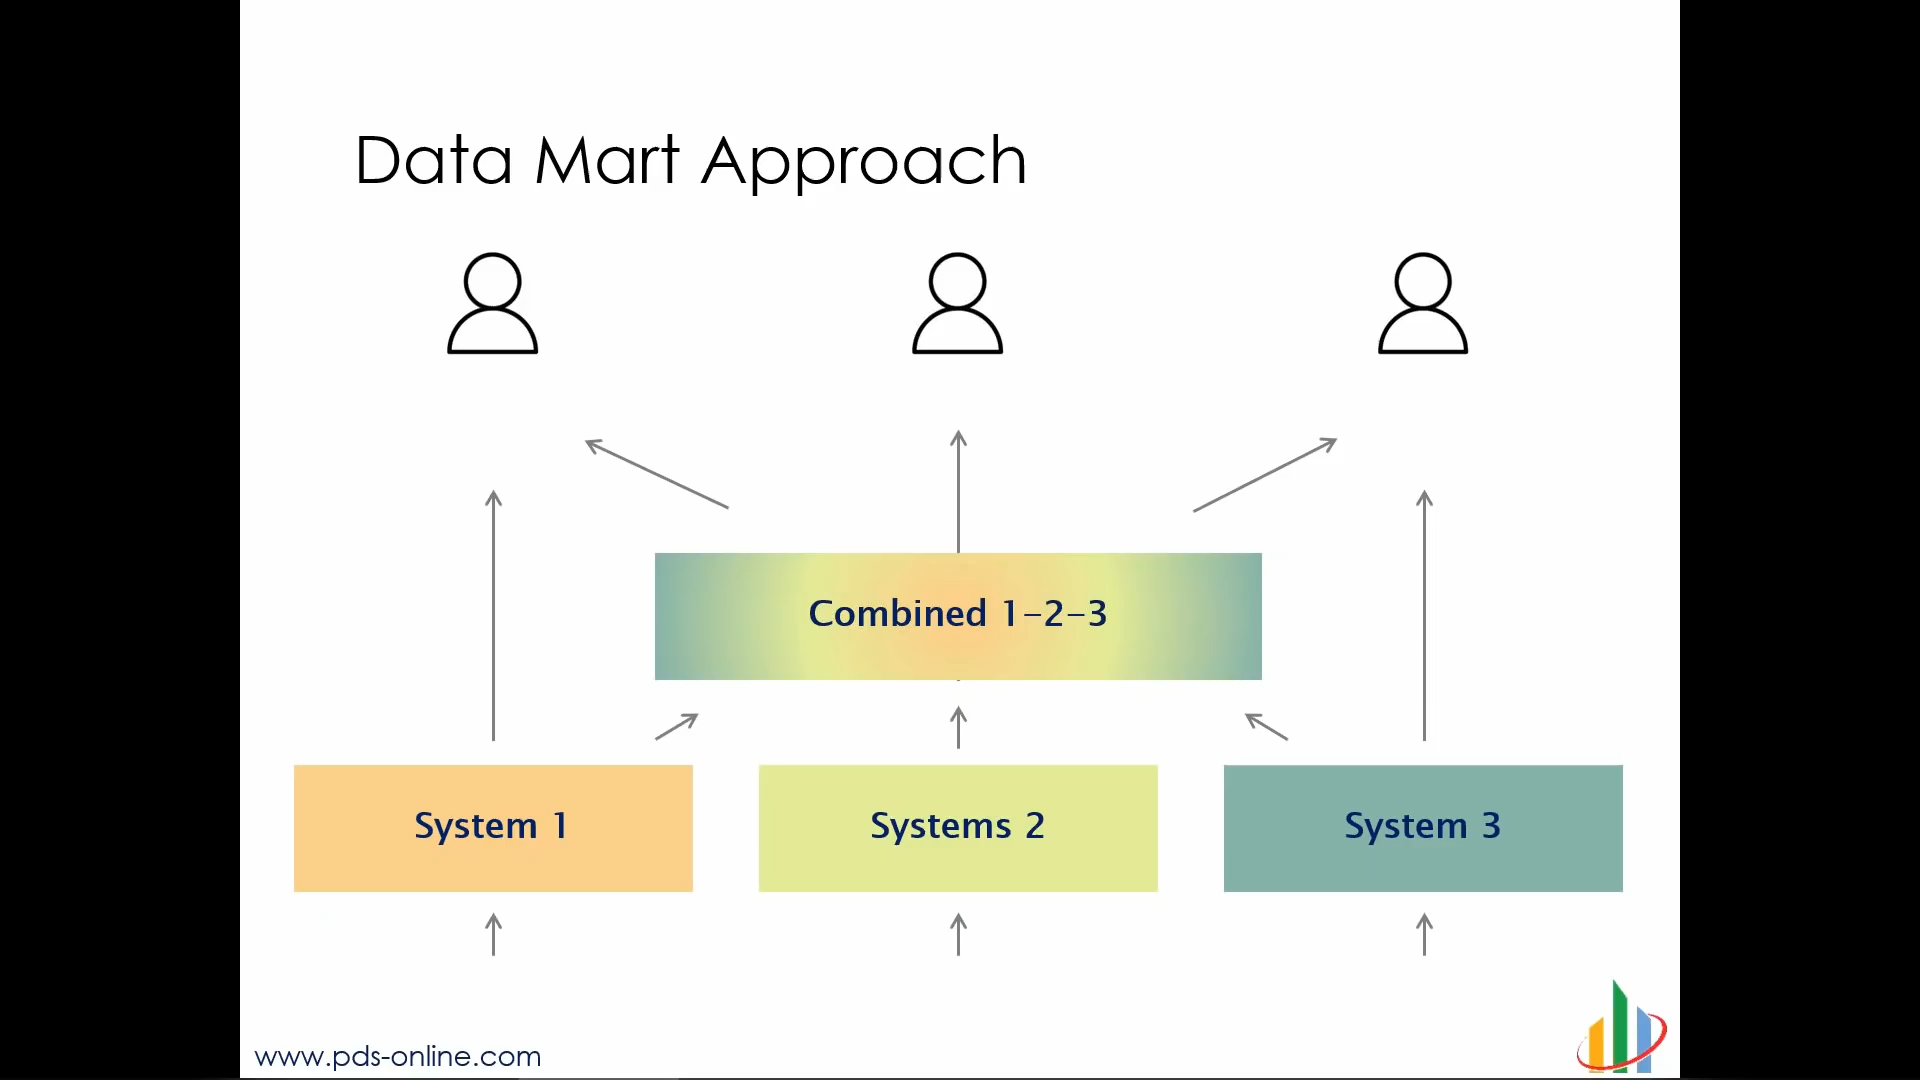 Data Mart Approach
Combined 1-2-3
System 1
Systems 2
System 3
www.pds-online.com